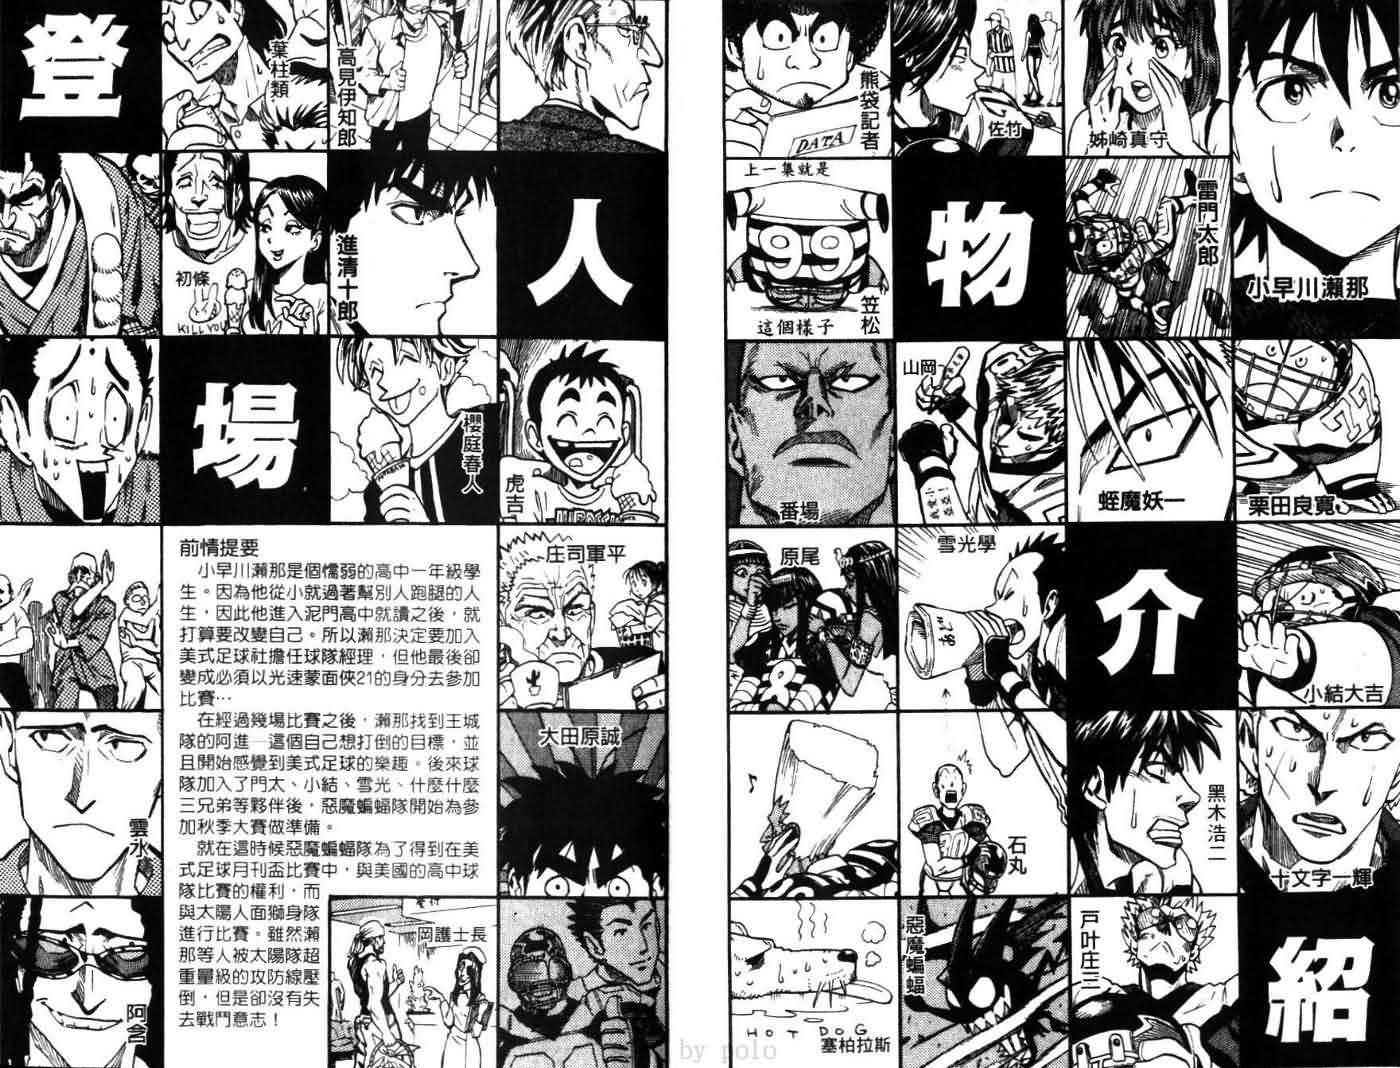 登
場
人
物
介
紹
葉柱類
高見伊知郎
初條
KILL YOU
進清十郎
櫻庭春人
虎吉
前情提要
小早川瀨那是個懦弱的高中一年級學
生。因為他從小就過著幫別人跑腿的人
生，因此他進入泥門高中就讀之後，就
打算要改變自己。所以瀨那決定要加入
美式足球社擔任球隊經理，但他最後卻
變成必須以光速蒙面俠21的身分去參加
比賽…
在經過幾場比賽之後，瀨那找到王城
隊的阿進—這個自己想打倒的目標，並
且開始感覺到美式足球的樂趣。後來球
隊加入了門太、小結、雪光、什麼什麼
三兄弟等夥伴後，惡魔蝙蝠隊開始為參
加秋季大賽做準備。
就在這時候惡魔蝙蝠隊為了得到在美
式足球月刊盃比賽中，與美國的高中球
隊比賽的權利，而
與太陽人面獅身隊
進行比賽。雖然瀨
那等人被太陽隊超
重量級的攻防線壓
倒，但是卻沒有失
去戰鬥意志！
庄司軍平
大田原誠
雲水
阿含
岡護士長
熊袋記者
DATA
佐竹
姊崎真守
小早川瀨那
上一集就是
99
這個樣子
笠松
雷門太郎
番場
山岡
蛭魔妖一
栗田良寬
原尾
雪光學
小結大吉
石丸
黑木浩二
十文字一輝
HOT DOG
塞柏拉斯
惡魔蝙蝠
戸叶庄三
by polo